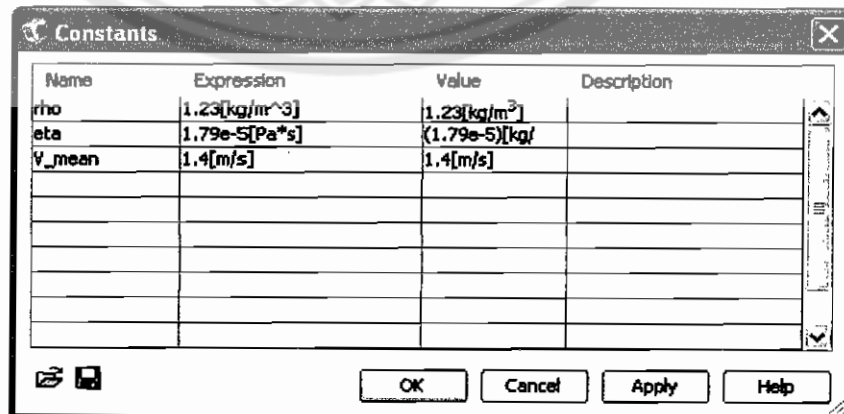 Constants
Name Expression Value Description
rho 1.23[kg/m^3] 1.23[kg/m³]
eta 1.79e-5[Pa*s] (1.79e-5)[kg/
V_mean 1.4[m/s] 1.4[m/s]
OK Cancel Apply Help